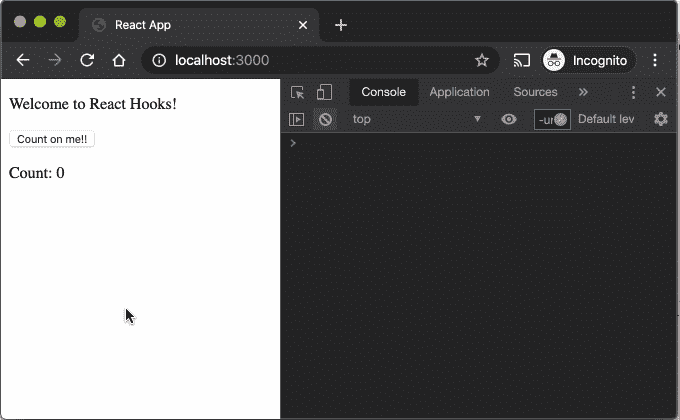 React App
localhost:3000
Incognito
Welcome to React Hooks!
Count on me!!
Count: 0
Console Application Sources
top
Default lev